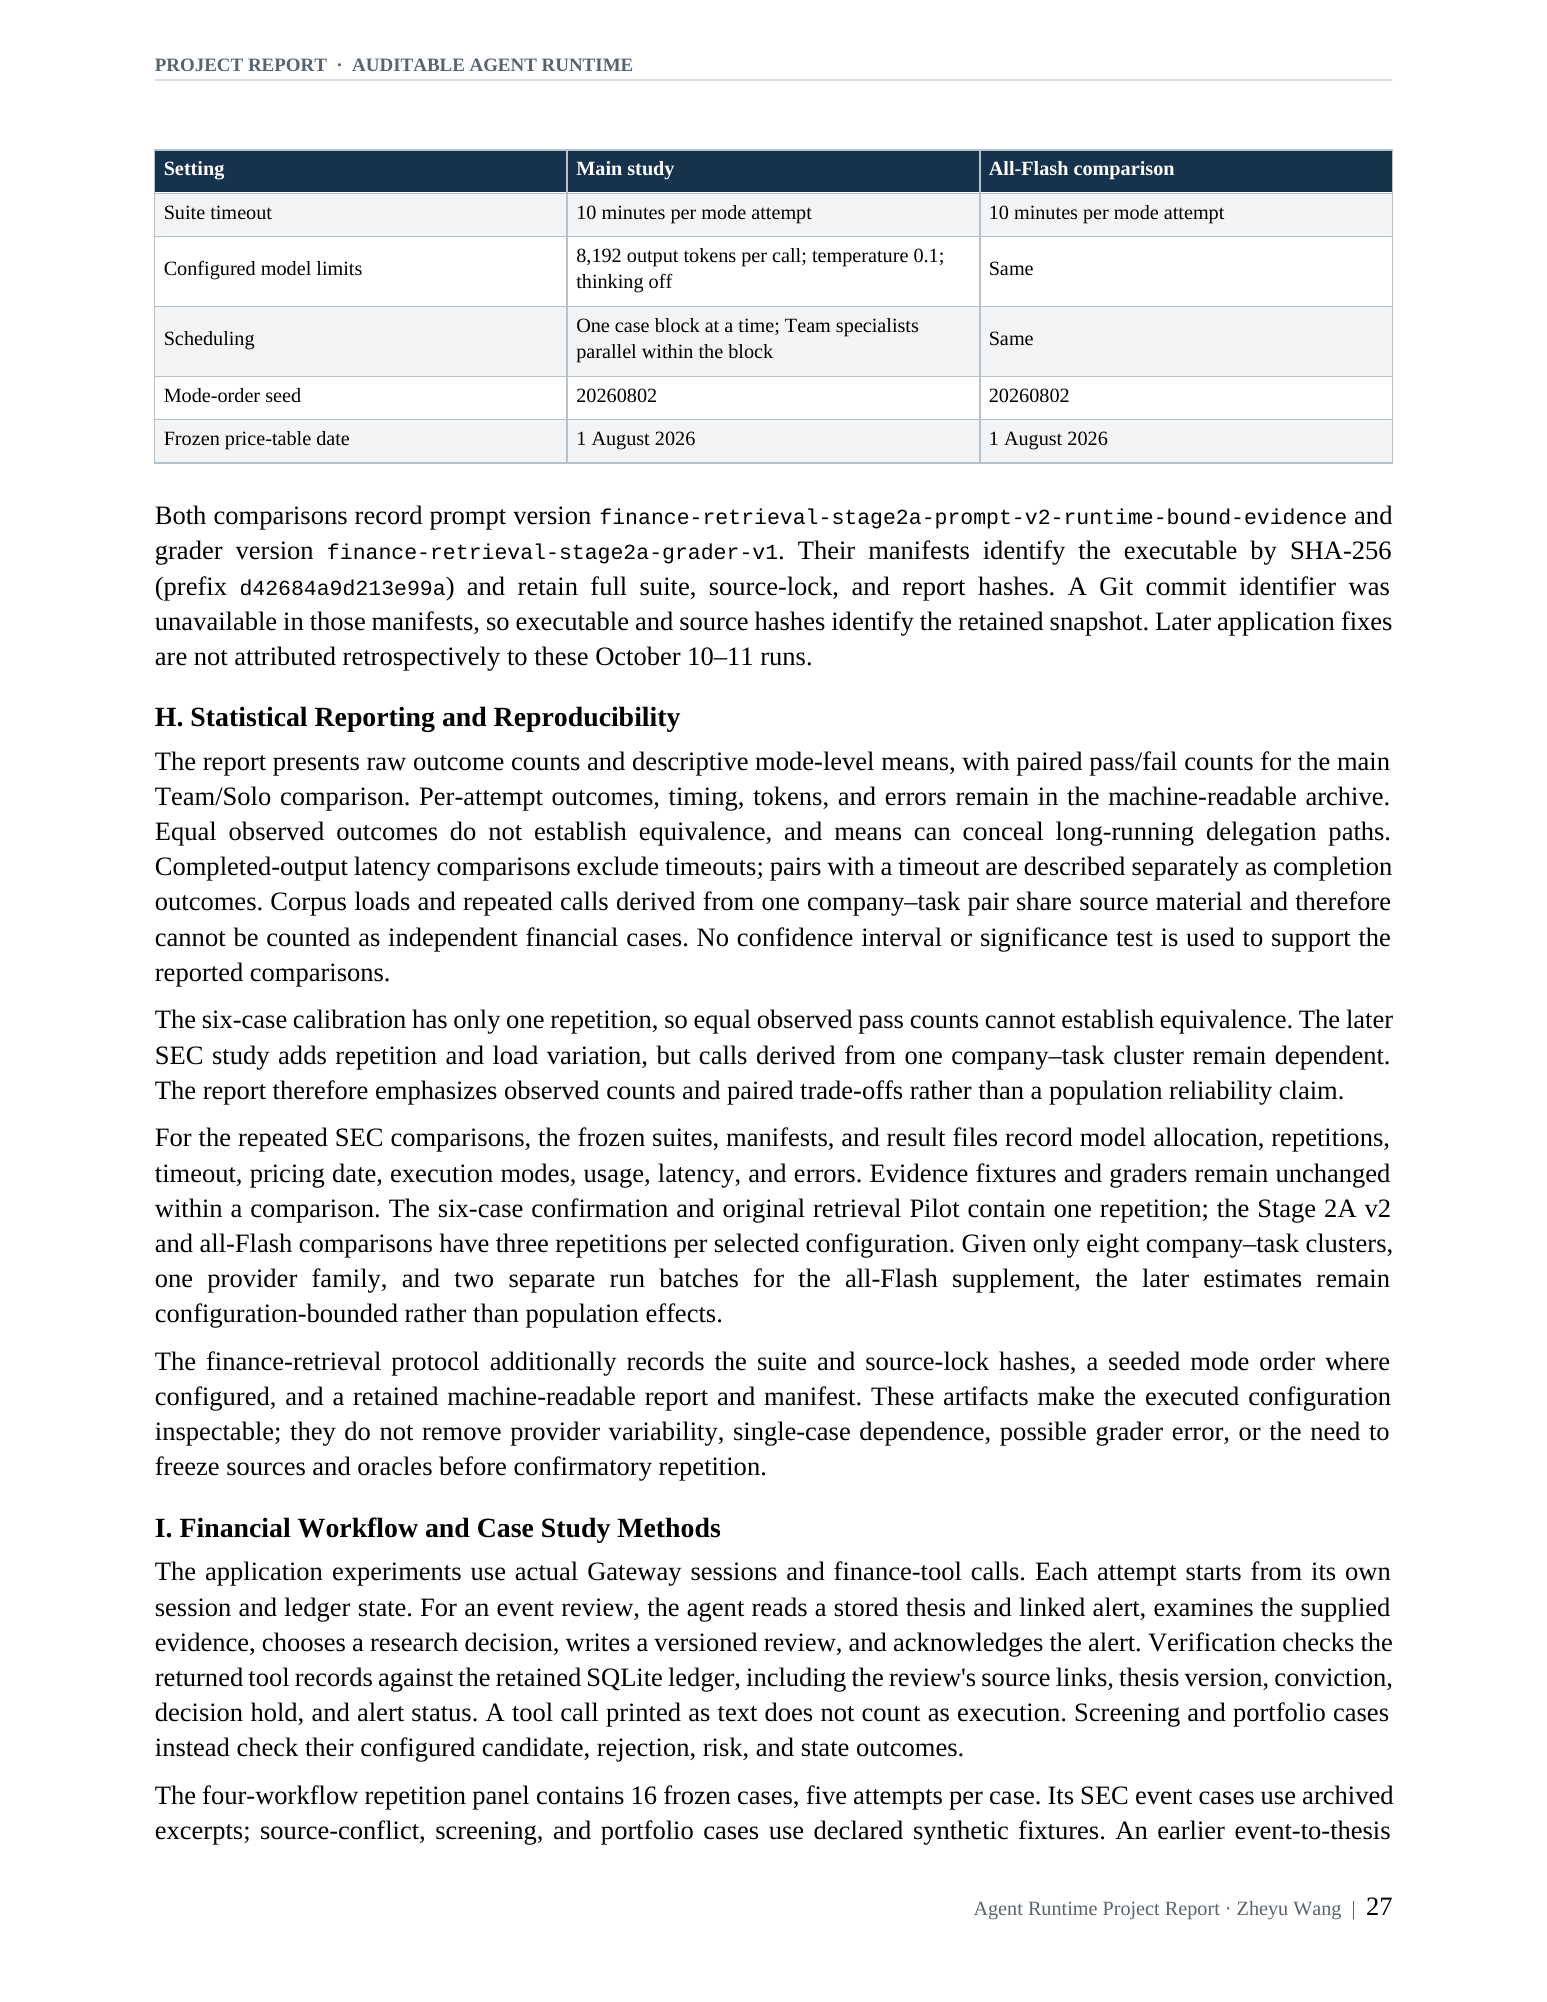 PROJECT REPORT · AUDITABLE AGENT RUNTIME
Setting Main study All-Flash comparison
Suite timeout 10 minutes per mode attempt 10 minutes per mode attempt
Configured model limits 8,192 output tokens per call; temperature 0.1; thinking off Same
Scheduling One case block at a time; Team specialists parallel within the block Same
Mode-order seed 20260802 20260802
Frozen price-table date 1 August 2026 1 August 2026
Both comparisons record prompt version finance-retrieval-stage2a-prompt-v2-runtime-bound-evidence and
grader version finance-retrieval-stage2a-grader-v1. Their manifests identify the executable by SHA-256
(prefix d42684a9d213e99a) and retain full suite, source-lock, and report hashes. A Git commit identifier was
unavailable in those manifests, so executable and source hashes identify the retained snapshot. Later application fixes
are not attributed retrospectively to these October 10–11 runs.
H. Statistical Reporting and Reproducibility
The report presents raw outcome counts and descriptive mode-level means, with paired pass/fail counts for the main
Team/Solo comparison. Per-attempt outcomes, timing, tokens, and errors remain in the machine-readable archive.
Equal observed outcomes do not establish equivalence, and means can conceal long-running delegation paths.
Completed-output latency comparisons exclude timeouts; pairs with a timeout are described separately as completion
outcomes. Corpus loads and repeated calls derived from one company–task pair share source material and therefore
cannot be counted as independent financial cases. No confidence interval or significance test is used to support the
reported comparisons.
The six-case calibration has only one repetition, so equal observed pass counts cannot establish equivalence. The later
SEC study adds repetition and load variation, but calls derived from one company–task cluster remain dependent.
The report therefore emphasizes observed counts and paired trade-offs rather than a population reliability claim.
For the repeated SEC comparisons, the frozen suites, manifests, and result files record model allocation, repetitions,
timeout, pricing date, execution modes, usage, latency, and errors. Evidence fixtures and graders remain unchanged
within a comparison. The six-case confirmation and original retrieval Pilot contain one repetition; the Stage 2A v2
and all-Flash comparisons have three repetitions per selected configuration. Given only eight company–task clusters,
one provider family, and two separate run batches for the all-Flash supplement, the later estimates remain
configuration-bounded rather than population effects.
The finance-retrieval protocol additionally records the suite and source-lock hashes, a seeded mode order where
configured, and a retained machine-readable report and manifest. These artifacts make the executed configuration
inspectable; they do not remove provider variability, single-case dependence, possible grader error, or the need to
freeze sources and oracles before confirmatory repetition.
I. Financial Workflow and Case Study Methods
The application experiments use actual Gateway sessions and finance-tool calls. Each attempt starts from its own
session and ledger state. For an event review, the agent reads a stored thesis and linked alert, examines the supplied
evidence, chooses a research decision, writes a versioned review, and acknowledges the alert. Verification checks the
returned tool records against the retained SQLite ledger, including the review's source links, thesis version, conviction,
decision hold, and alert status. A tool call printed as text does not count as execution. Screening and portfolio cases
instead check their configured candidate, rejection, risk, and state outcomes.
The four-workflow repetition panel contains 16 frozen cases, five attempts per case. Its SEC event cases use archived
excerpts; source-conflict, screening, and portfolio cases use declared synthetic fixtures. An earlier event-to-thesis
Agent Runtime Project Report · Zheyu Wang | 27